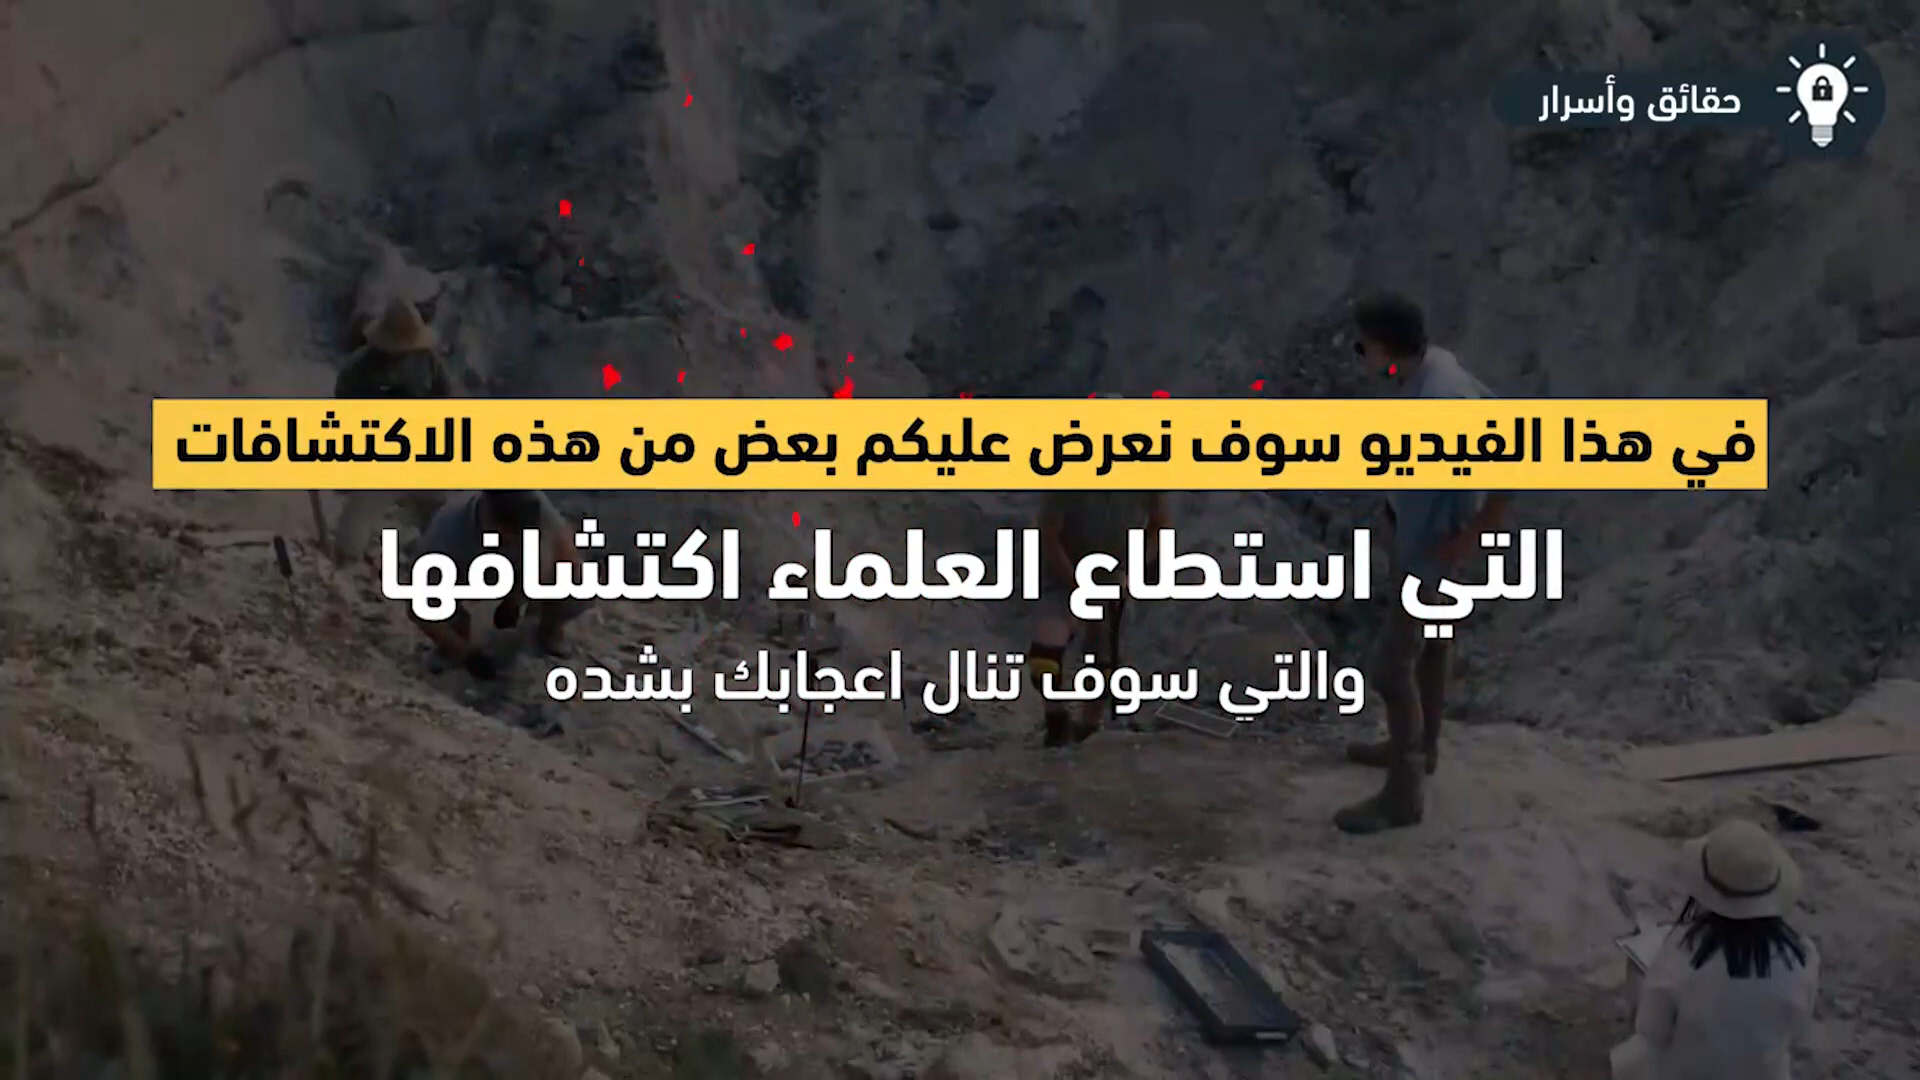 حقائق وأسرار
في هذا الفيديو سوف نعرض عليكم بعض من هذه الاكتشافات
التي استطاع العلماء اكتشافها
والتي سوف تنال اعجابك بشده